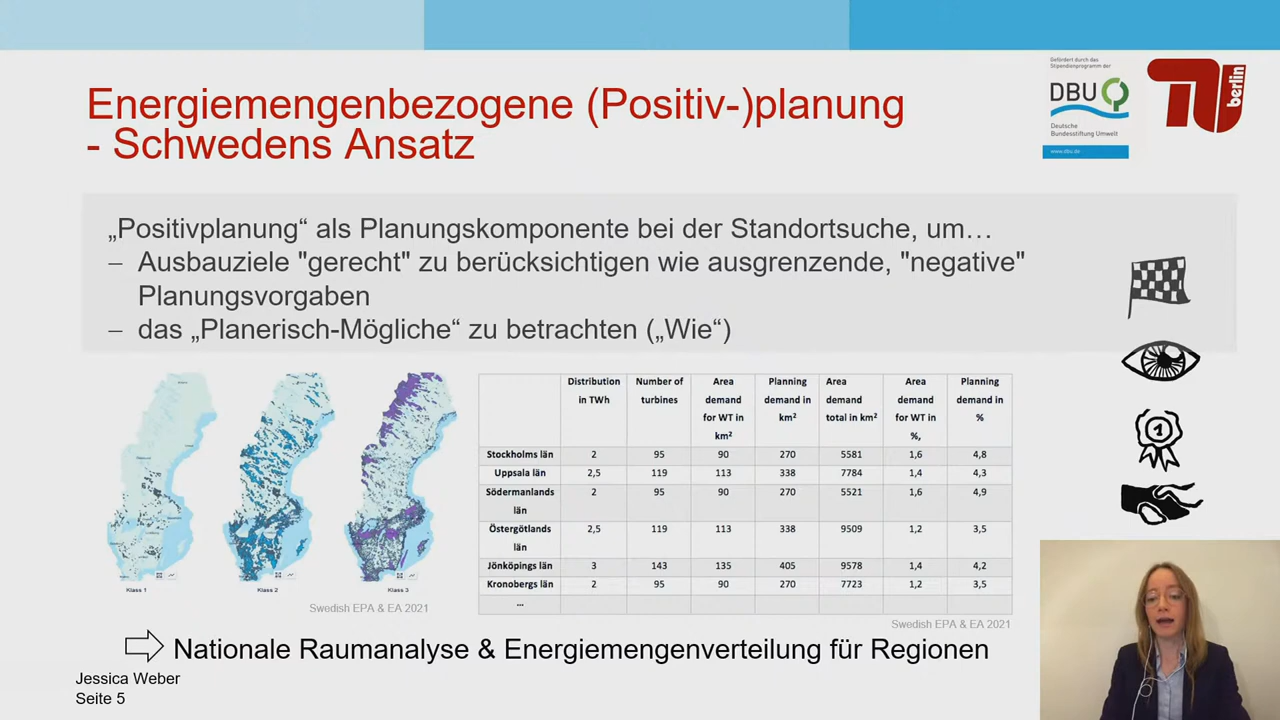 Energiemengenbezogene (Positiv-)planung
- Schwedens Ansatz
Gefördert durch das
Stipendienprogramm der
DBU
Deutsche
Bundesstiftung Umwelt
www.dbu.de
berlin
„Positivplanung“ als Planungskomponente bei der Standortsuche, um…
– Ausbauziele "gerecht" zu berücksichtigen wie ausgrenzende, "negative"
Planungsvorgaben
– das „Planerisch-Mögliche“ zu betrachten („Wie“)
1
Klass 1
Klass 2
Klass 3
Swedish EPA & EA 2021
Distribution in TWh | Number of turbines | Area demand for WT in km² | Planning demand in km² | Area demand total in km² | Area demand for WT in %, | Planning demand in %
Stockholms län | 2 | 95 | 90 | 270 | 5581 | 1,6 | 4,8
Uppsala län | 2,5 | 119 | 113 | 338 | 7784 | 1,4 | 4,3
Södermanlands län | 2 | 95 | 90 | 270 | 5521 | 1,6 | 4,9
Östergötlands län | 2,5 | 119 | 113 | 338 | 9509 | 1,2 | 3,5
Jönköpings län | 3 | 143 | 135 | 405 | 9578 | 1,4 | 4,2
Kronobergs län | 2 | 95 | 90 | 270 | 7723 | 1,2 | 3,5
…
Swedish EPA & EA 2021
Nationale Raumanalyse & Energiemengenverteilung für Regionen
Jessica Weber
Seite 5